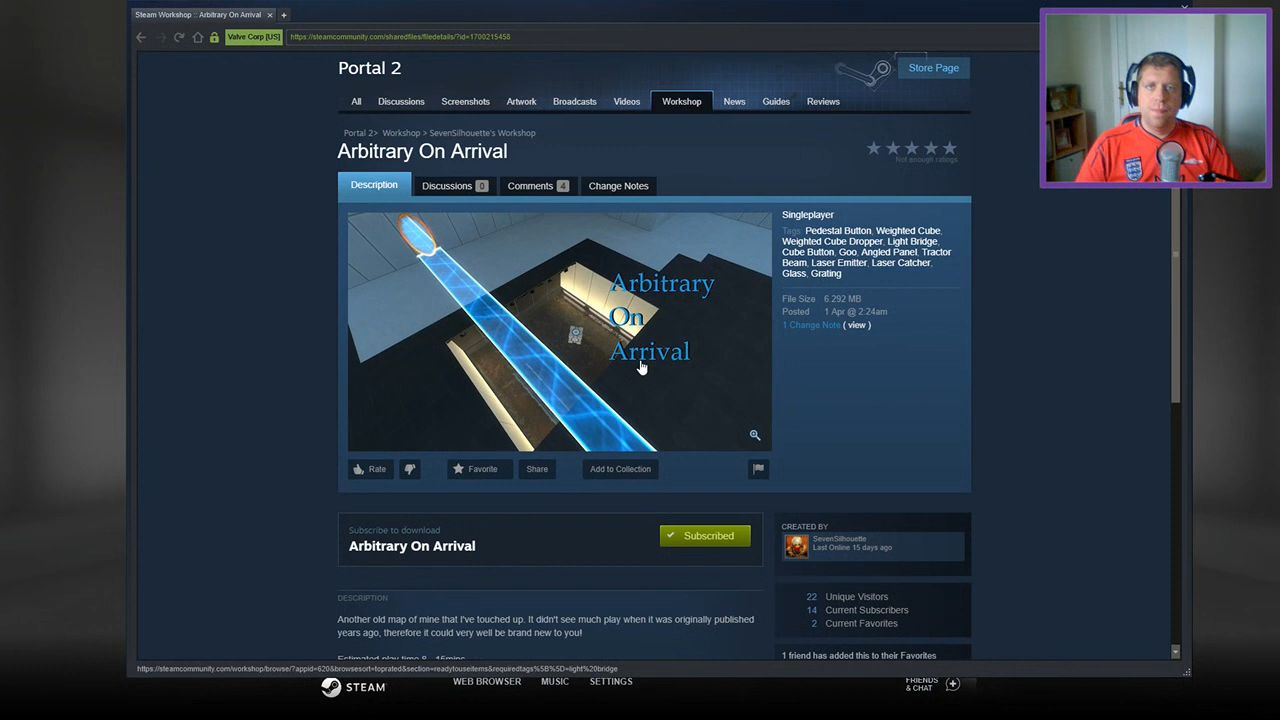 Steam Workshop :: Arbitrary On Arrival
Valve Corp [US]
https://steamcommunity.com/sharedfiles/filedetails/?id=1700215458
Portal 2
Store Page
All Discussions Screenshots Artwork Broadcasts Videos Workshop News Guides Reviews
Portal 2> Workshop > SevenSilhouette's Workshop
Arbitrary On Arrival
Not enough ratings
Description Discussions 0 Comments 4 Change Notes
Arbitrary
On
Arrival
Singleplayer
Tags: Pedestal Button, Weighted Cube,
Weighted Cube Dropper, Light Bridge,
Cube Button, Goo, Angled Panel, Tractor
Beam, Laser Emitter, Laser Catcher,
Glass, Grating
File Size 6.292 MB
Posted 1 Apr @ 2:24am
1 Change Note ( view )
Rate Favorite Share Add to Collection
Subscribe to download
Arbitrary On Arrival
Subscribed
CREATED BY
SevenSilhouette
Last Online 15 days ago
22 Unique Visitors
14 Current Subscribers
2 Current Favorites
1 friend has added this to their Favorites
DESCRIPTION
Another old map of mine that I've touched up. It didn't see much play when it was originally published
years ago, therefore it could very well be brand new to you!
Estimated play time 8 - 15mins
https://steamcommunity.com/workshop/browse/?appid=620&browsesort=toprated&section=readytouseitems&requiredtags%5B%5D=light bridge
STEAM
WEB BROWSER MUSIC SETTINGS
FRIENDS
& CHAT